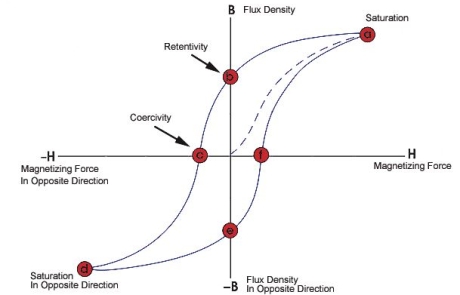 B Flux Density
Saturation
a
Retentivity
b
Coercivity
–H
c
f
H
Magnetizing Force
In Opposite Direction
Magnetizing Force
e
d
Saturation
In Opposite Direction
–B
Flux Density
In Opposite Direction